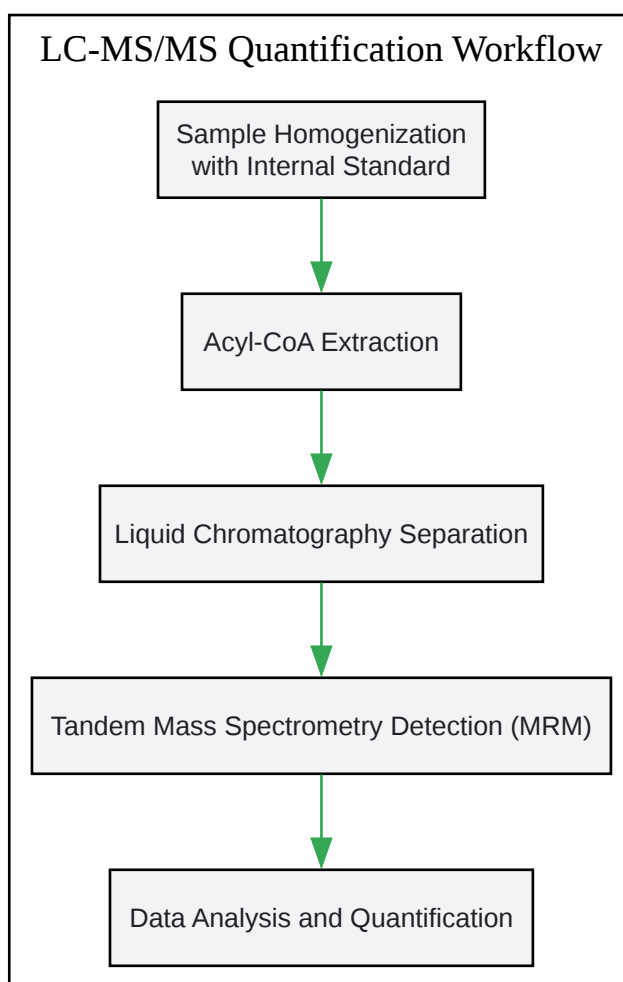 LC-MS/MS Quantification Workflow
Sample Homogenization
with Internal Standard
Acyl-CoA Extraction
Liquid Chromatography Separation
Tandem Mass Spectrometry Detection (MRM)
Data Analysis and Quantification